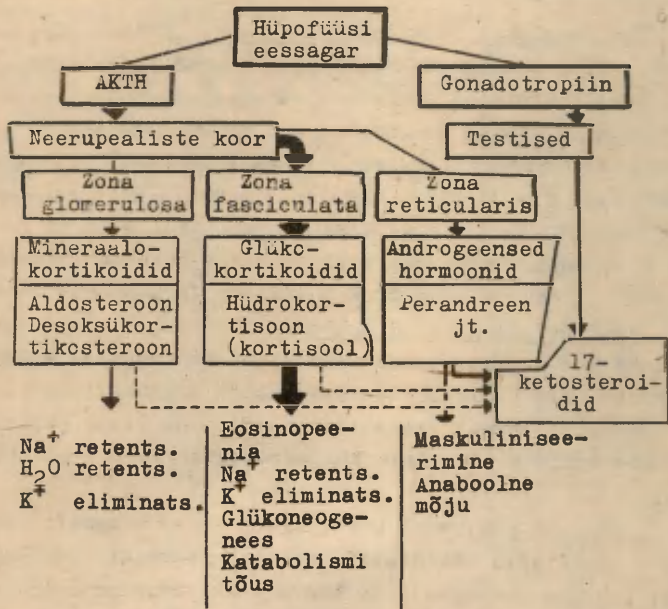 Hüpofüüsi
eessagar
AKTH
Gonadotropiin
Neerupealiste koor
Testised
Zona
glomerulosa
Zona
fasciculata
Zona
reticularis
Mineraalo-
kortikoidid
Aldosteroon
Desoksükor-
tikosteroon
Glüko-
kortikoidid
Hüdrokor-
tisoon
(kortisool)
Androgeensed
hormoonid
Perandreen
jt.
17-
ketosteroi-
did
Na⁺ retents.
H₂O retents.
K⁺ eliminats.
Eosinopee-
nia
Na⁺ retents.
K⁺ eliminats.
Glükoneoge-
nees
Katabolismi
tõus
Maskulinisee-
rimine
Anaboolne
mõju